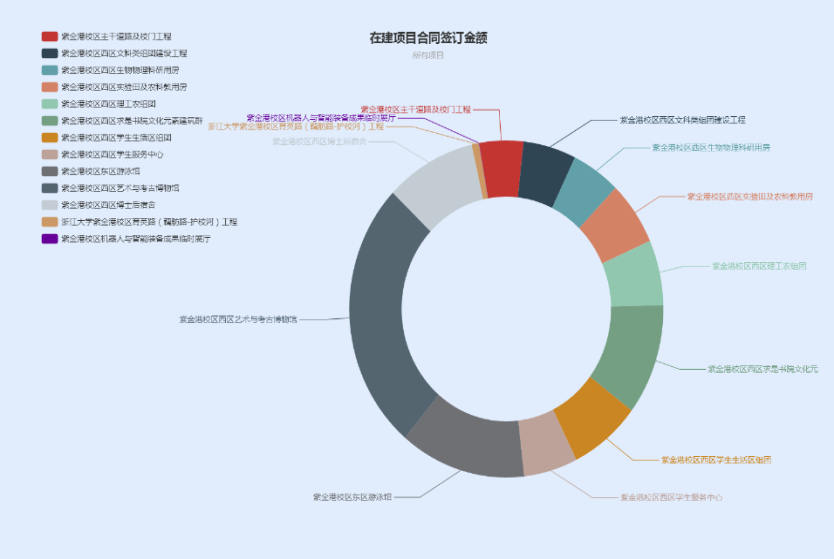 在建项目合同签订金额
所有项目
紫金港校区主干道路及校门工程
紫金港校区西区文科类组团建设工程
紫金港校区西区生物物理科研用房
紫金港校区西区实验田及农科教用房
紫金港校区西区理工农组团
紫金港校区西区求是书院文化元素建筑群
紫金港校区西区学生生活区组团
紫金港校区西区学生服务中心
紫金港校区东区游泳馆
紫金港校区西区艺术与考古博物馆
紫金港校区西区博士后宿舍
浙江大学紫金港校区育英路（藕舫路-护校河）工程
紫金港校区机器人与智能装备成果临时展厅
紫金港校区主干道路及校门工程
紫金港校区机器人与智能装备成果临时展厅
浙江大学紫金港校区育英路（藕舫路-护校河）工程
紫金港校区西区博士后宿舍
紫金港校区西区文科类组团建设工程
紫金港校区西区生物物理科研用房
紫金港校区西区实验田及农科教用房
紫金港校区西区理工农组团
紫金港校区西区艺术与考古博物馆
紫金港校区西区求是书院文化元
紫金港校区西区学生生活区组团
紫金港校区东区游泳馆
紫金港校区西区学生服务中心